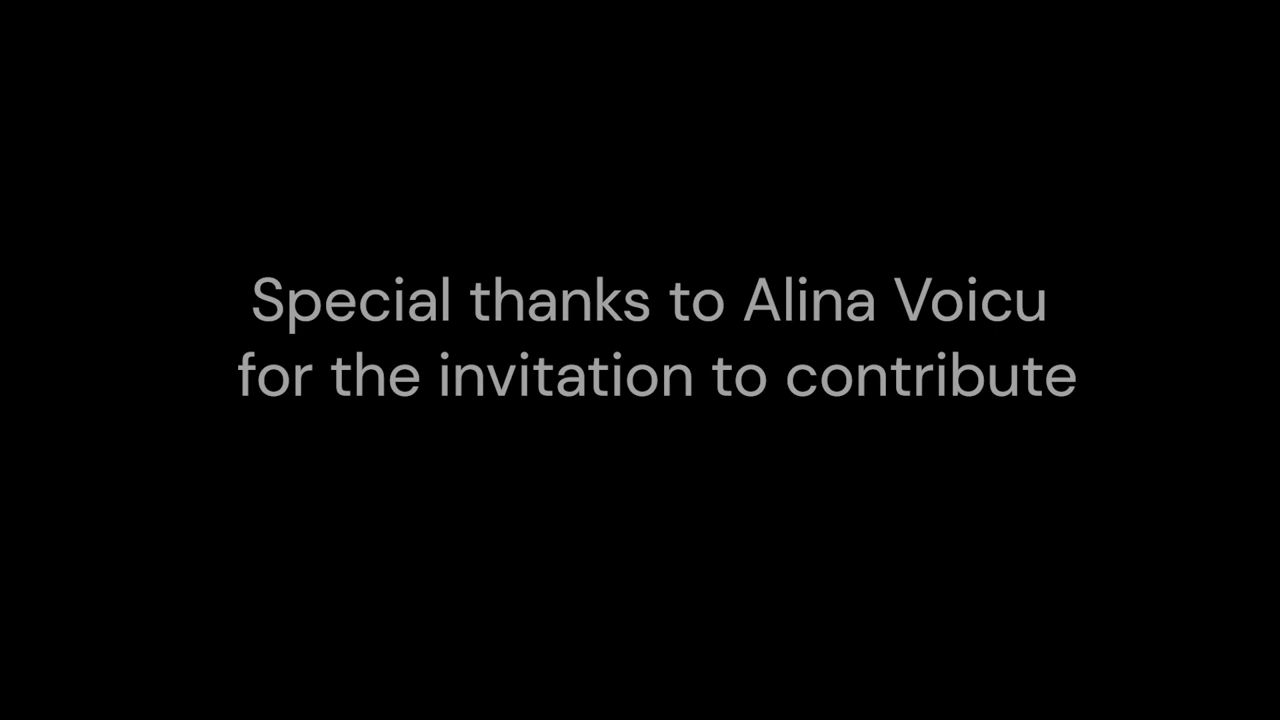 Special thanks to Alina Voicu
for the invitation to contribute